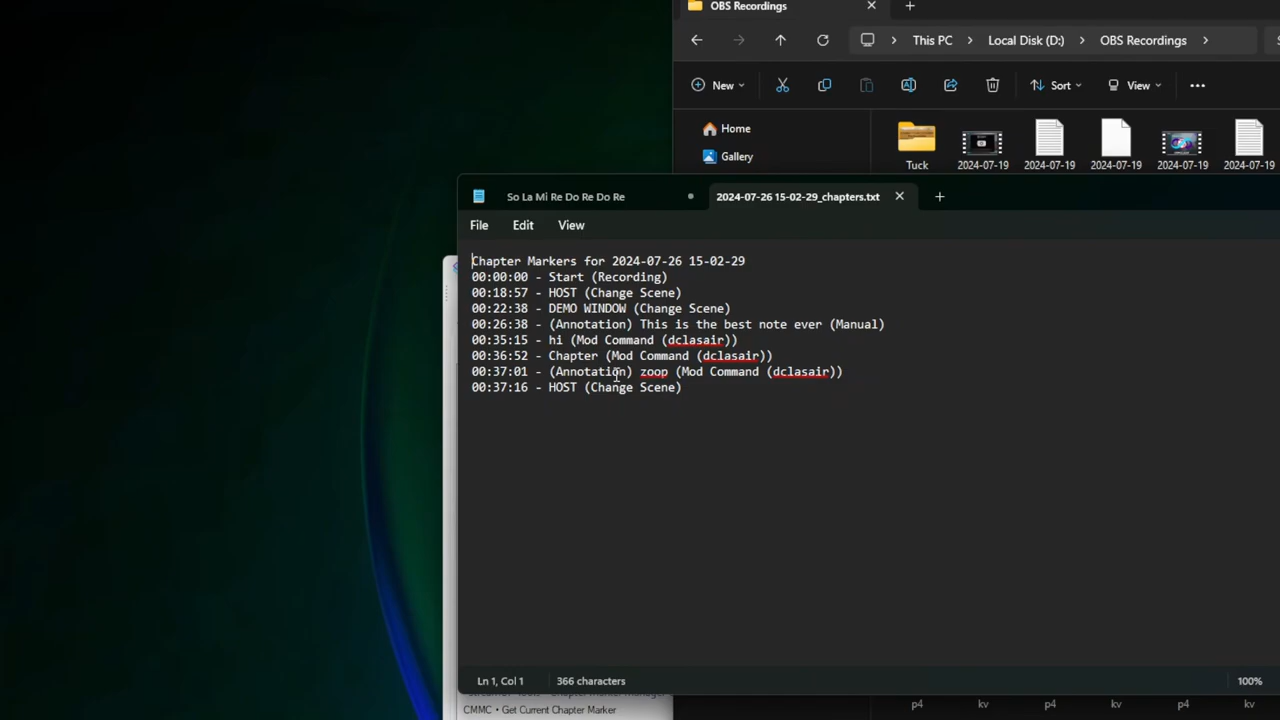 OBS Recordings
This PC
Local Disk (D:)
OBS Recordings
New
Sort
View
Home
Gallery
Tuck
2024-07-19
2024-07-19
2024-07-19
2024-07-19
2024-07-19
So La Mi Re Do Re Do Re
2024-07-26 15-02-29_chapters.txt
File
Edit
View
Chapter Markers for 2024-07-26 15-02-29
00:00:00 - Start (Recording)
00:18:57 - HOST (Change Scene)
00:22:38 - DEMO WINDOW (Change Scene)
00:26:38 - (Annotation) This is the best note ever (Manual)
00:35:15 - hi (Mod Command (dclasair))
00:36:52 - Chapter (Mod Command (dclasair))
00:37:01 - (Annotation) zoop (Mod Command (dclasair))
00:37:16 - HOST (Change Scene)
Ln 1, Col 1
366 characters
100%
CMMC • Get Current Chapter Marker
p4
kv
p4
kv
p4
kv